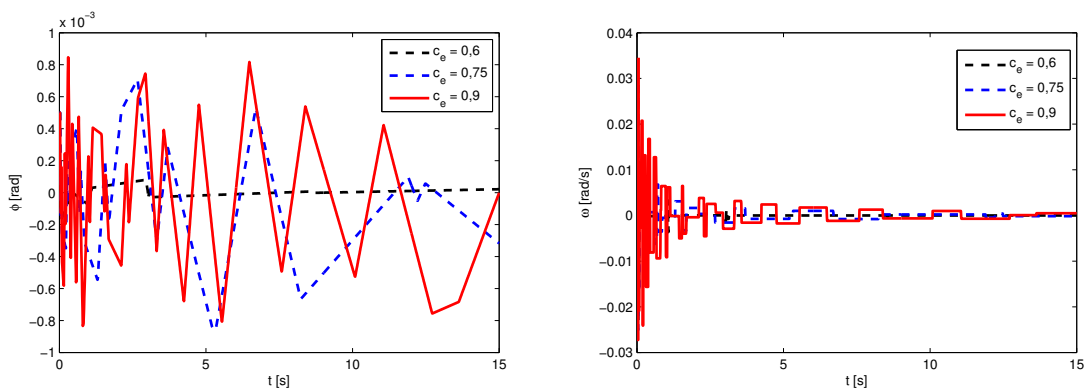 x 10⁻³
1
0.8
0.6
0.4
0.2
0
−0.2
−0.4
−0.6
−0.8
−1
ϕ [rad]
0 5 10 15
t [s]
c_e = 0,6
c_e = 0,75
c_e = 0,9
0.04
0.03
0.02
0.01
0
−0.01
−0.02
−0.03
ω [rad/s]
0 5 10 15
t [s]
c_e = 0,6
c_e = 0,75
c_e = 0,9